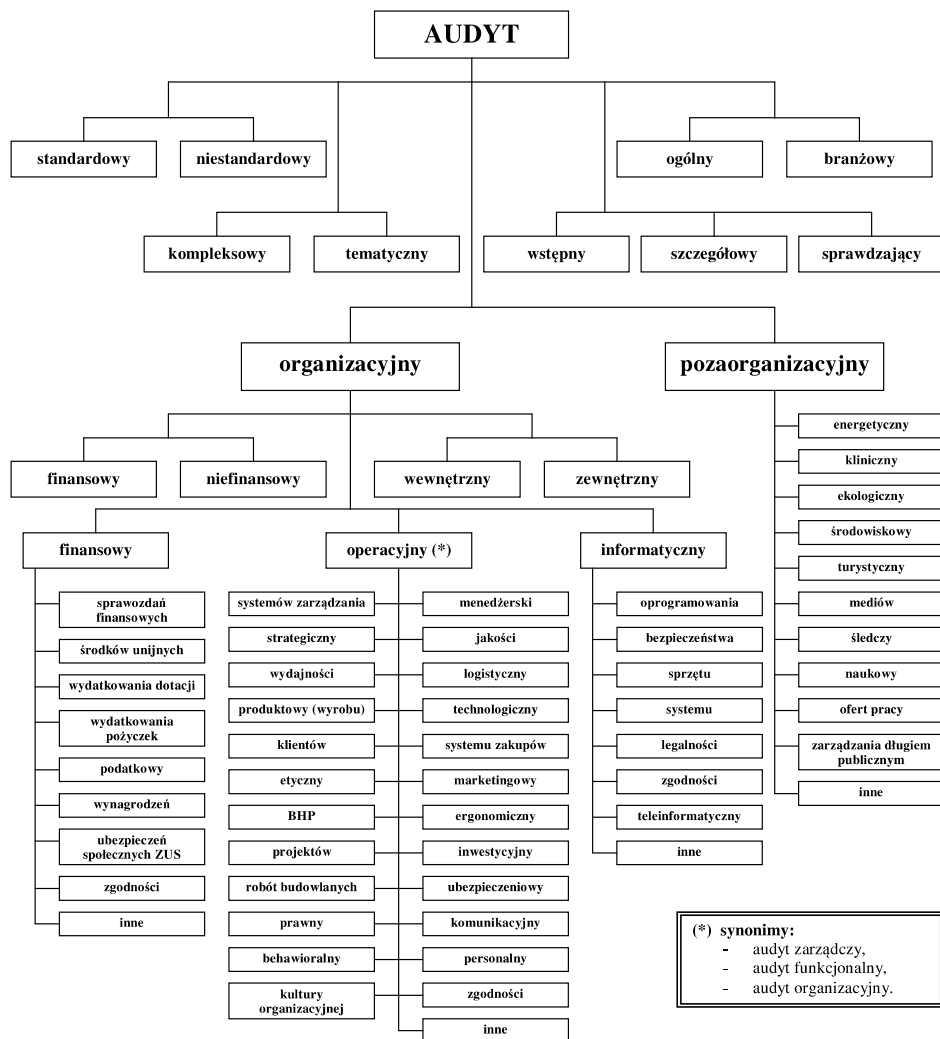 AUDYT
standardowy
niestandardowy
ogólny
branżowy
kompleksowy
tematyczny
wstępny
szczegółowy
sprawdzający
organizacyjny
pozaorganizacyjny
finansowy
niefinansowy
wewnętrzny
zewnętrzny
finansowy
operacyjny (*)
informatyczny
sprawozdań
finansowych
środków unijnych
wydatkowania dotacji
wydatkowania
pożyczek
podatkowy
wynagrodzeń
ubezpieczeń
społecznych ZUS
zgodności
inne
systemów zarządzania
strategiczny
wydajności
produktowy (wyrobu)
klientów
etyczny
BHP
projektów
robót budowlanych
prawny
behawioralny
kultury
organizacyjnej
menedżerski
jakości
logistyczny
technologiczny
systemu zakupów
marketingowy
ergonomiczny
inwestycyjny
ubezpieczeniowy
komunikacyjny
personalny
zgodności
inne
oprogramowania
bezpieczeństwa
sprzętu
systemu
legalności
zgodności
teleinformatyczny
inne
energetyczny
kliniczny
ekologiczny
środowiskowy
turystyczny
mediów
śledczy
naukowy
ofert pracy
zarządzania długiem
publicznym
inne
(*) synonimy:
- audyt zarządczy,
- audyt funkcjonalny,
- audyt organizacyjny.